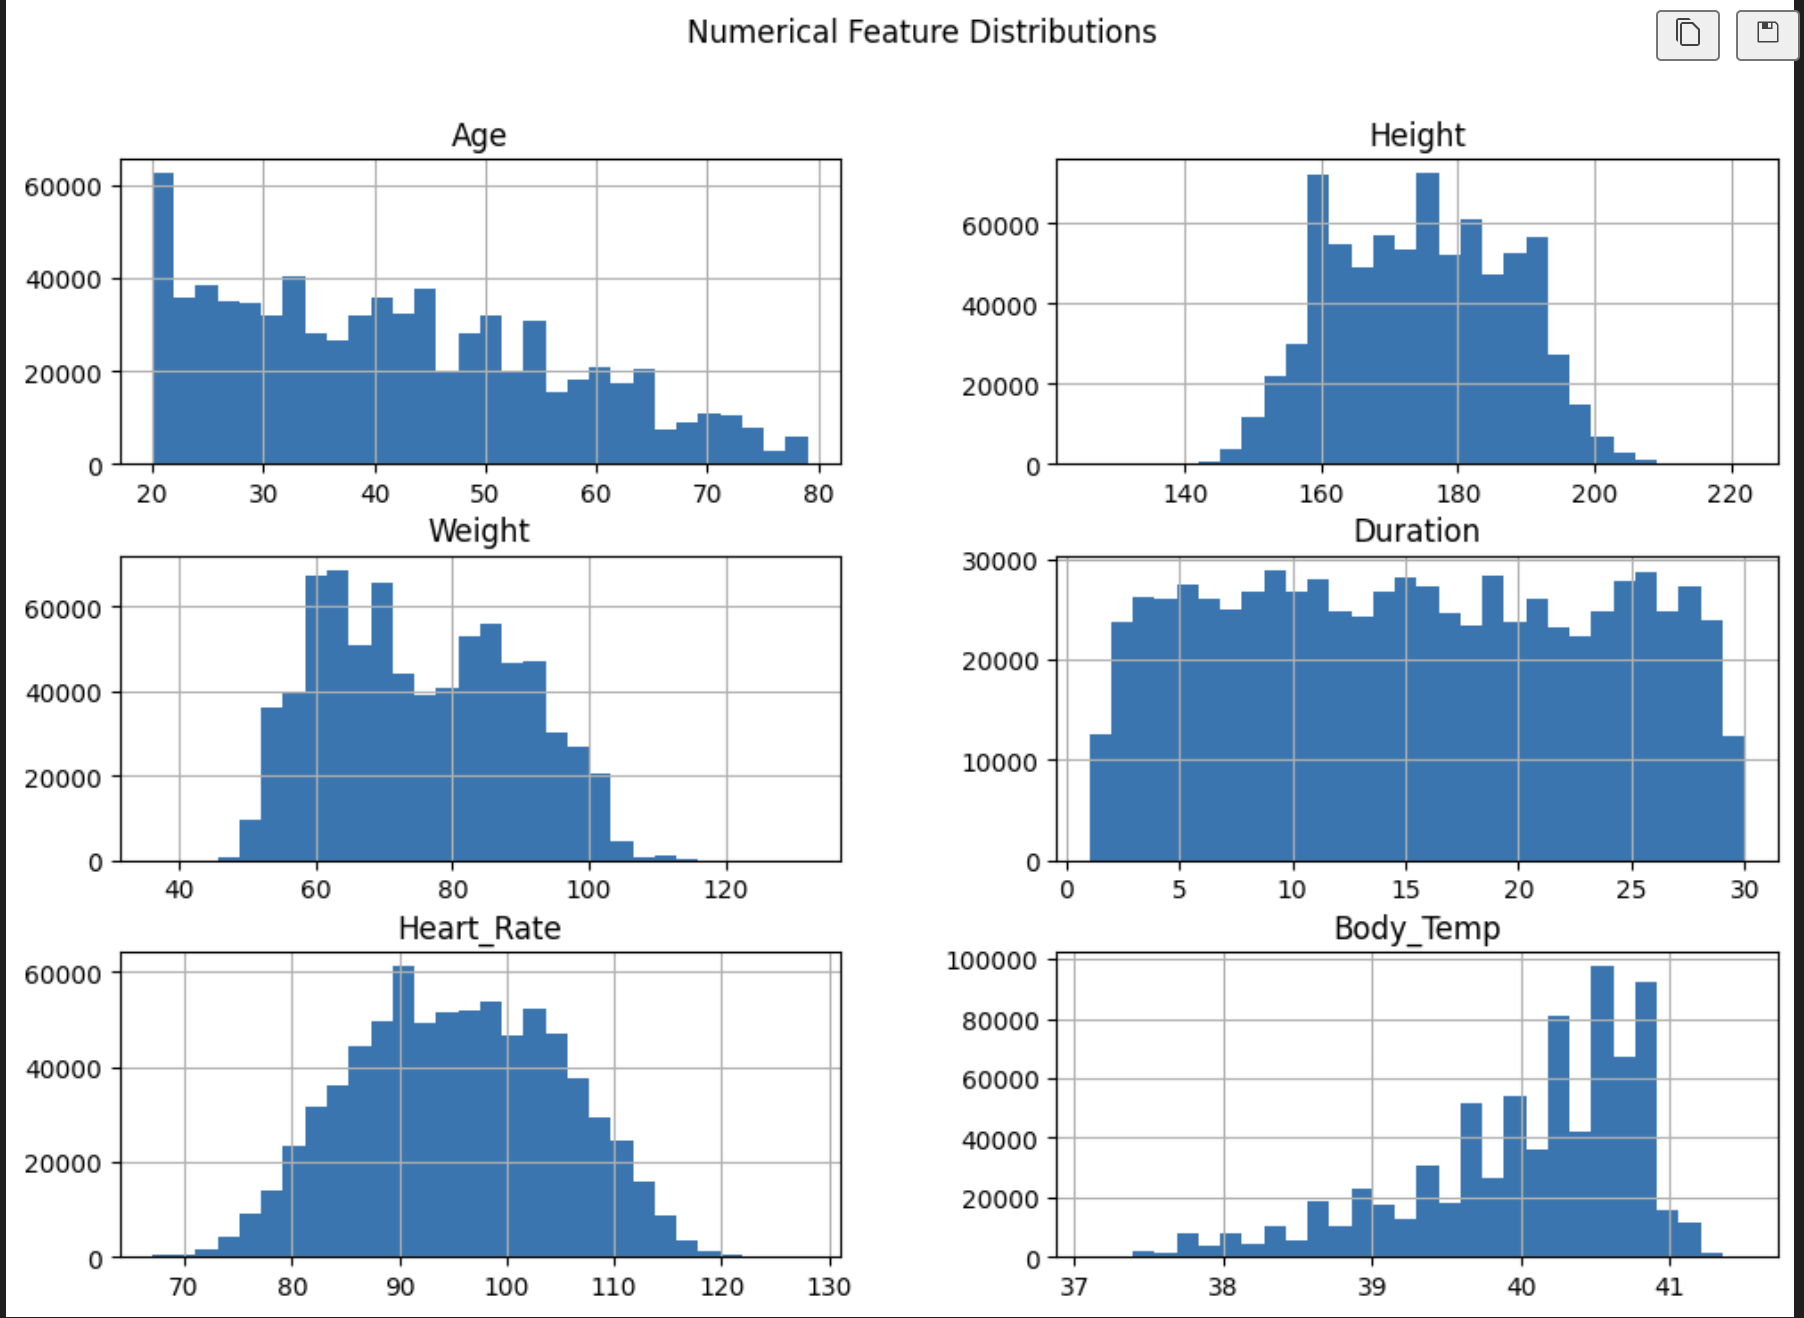 Numerical Feature Distributions
Age
60000
40000
20000
0
20 30 40 50 60 70 80
Height
60000
40000
20000
0
140 160 180 200 220
Weight
60000
40000
20000
0
40 60 80 100 120
Duration
30000
20000
10000
0
0 5 10 15 20 25 30
Heart_Rate
60000
40000
20000
0
70 80 90 100 110 120 130
Body_Temp
100000
80000
60000
40000
20000
0
37 38 39 40 41